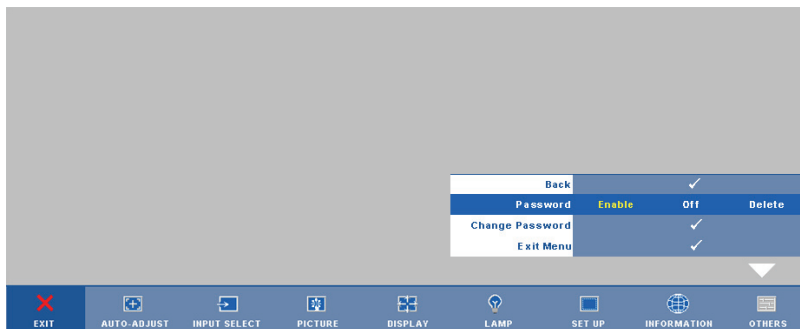 Back
Password Enable Off Delete
Change Password
Exit Menu
EXIT AUTO-ADJUST INPUT SELECT PICTURE DISPLAY LAMP SET UP INFORMATION OTHERS